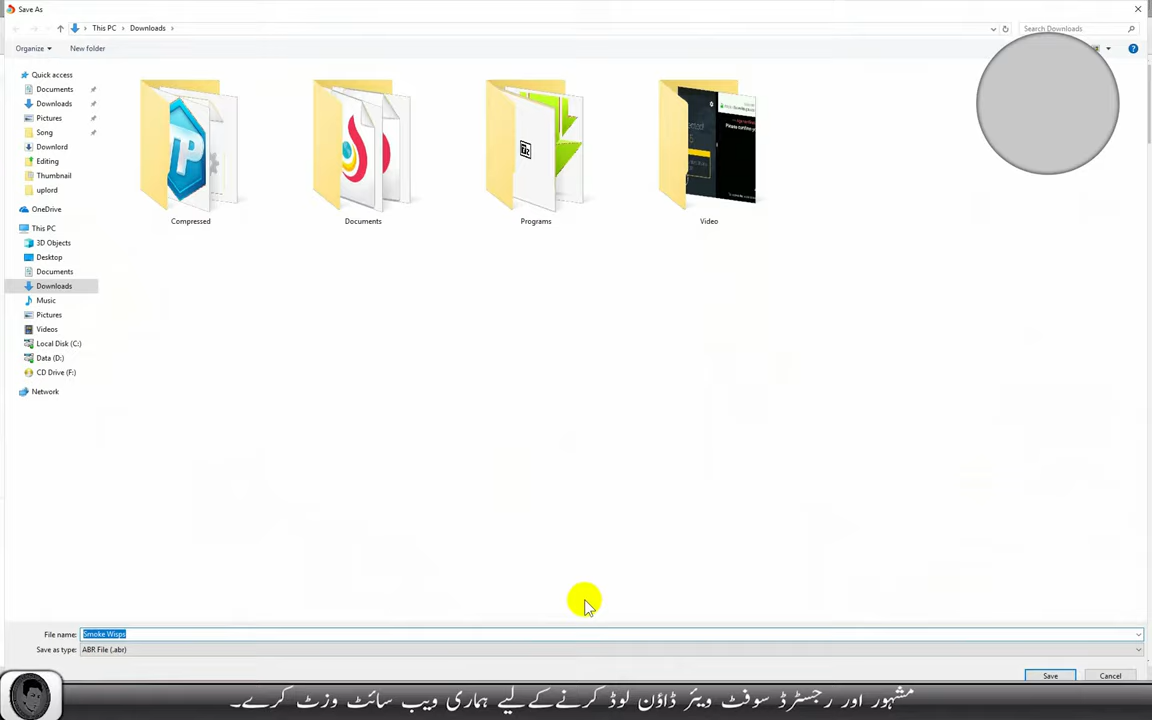 Save As
This PC
Downloads
Search Downloads
Organize
New folder
Quick access
Documents
Downloads
Pictures
Song
Downlord
Editing
Thumbnail
uplord
OneDrive
This PC
3D Objects
Desktop
Documents
Downloads
Music
Pictures
Videos
Local Disk (C:)
Data (D:)
CD Drive (F:)
Network
Compressed
Documents
Programs
Video
File name: Smoke Wisps
Save as type: ABR File (.abr)
Save
Cancel
مشہور اور رجسٹرڈ سوفٹ ویئر ڈاؤن لوڈ کرنے کے لیے ہماری ویب سائٹ وزٹ کرے۔